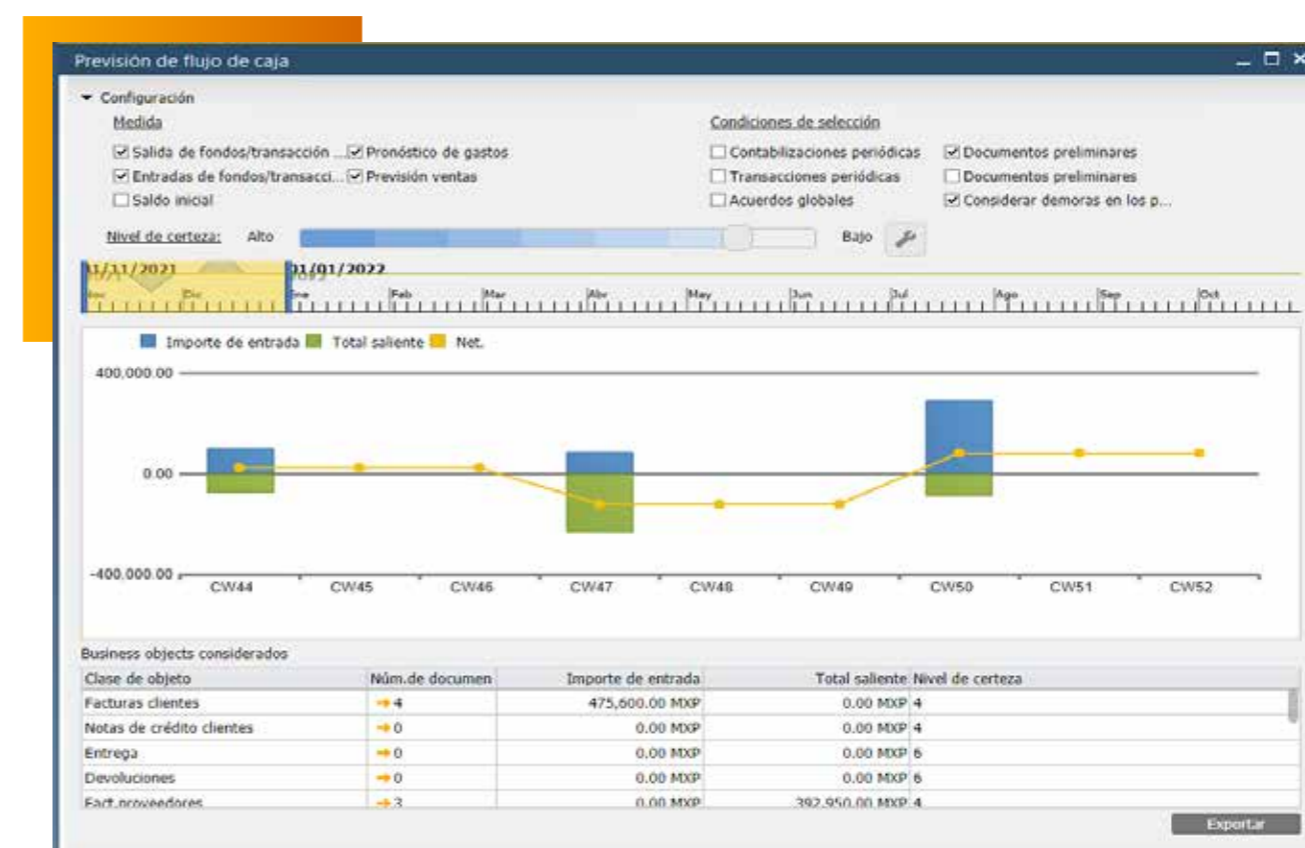 Previsión de flujo de caja
Configuración
Medida
Condiciones de selección
Salida de fondos/transacción ... Pronóstico de gastos
Contabilizaciones periódicas Documentos preliminares
Entradas de fondos/transacci... Previsión ventas
Transacciones periódicas Documentos preliminares
Saldo inicial
Acuerdos globales Considerar demoras en los p...
Nivel de certeza: Alto Bajo
/11/2021 01/01/2022
Dic Ene Feb Mar Abr May Jun Jul Ago Sep Oct
Importe de entrada Total saliente Net.
400,000.00
0.00
-400,000.00
CW44 CW45 CW46 CW47 CW48 CW49 CW50 CW51 CW52
Business objects considerados
Clase de objeto Núm.de documen Importe de entrada Total saliente Nivel de certeza
Facturas clientes 4 475,600.00 MXP 0.00 MXP 4
Notas de crédito clientes 0 0.00 MXP 0.00 MXP 4
Entrega 0 0.00 MXP 0.00 MXP 6
Devoluciones 0 0.00 MXP 0.00 MXP 6
Fact.proveedores 3 0.00 MXP 392,950.00 MXP 4
Exportar